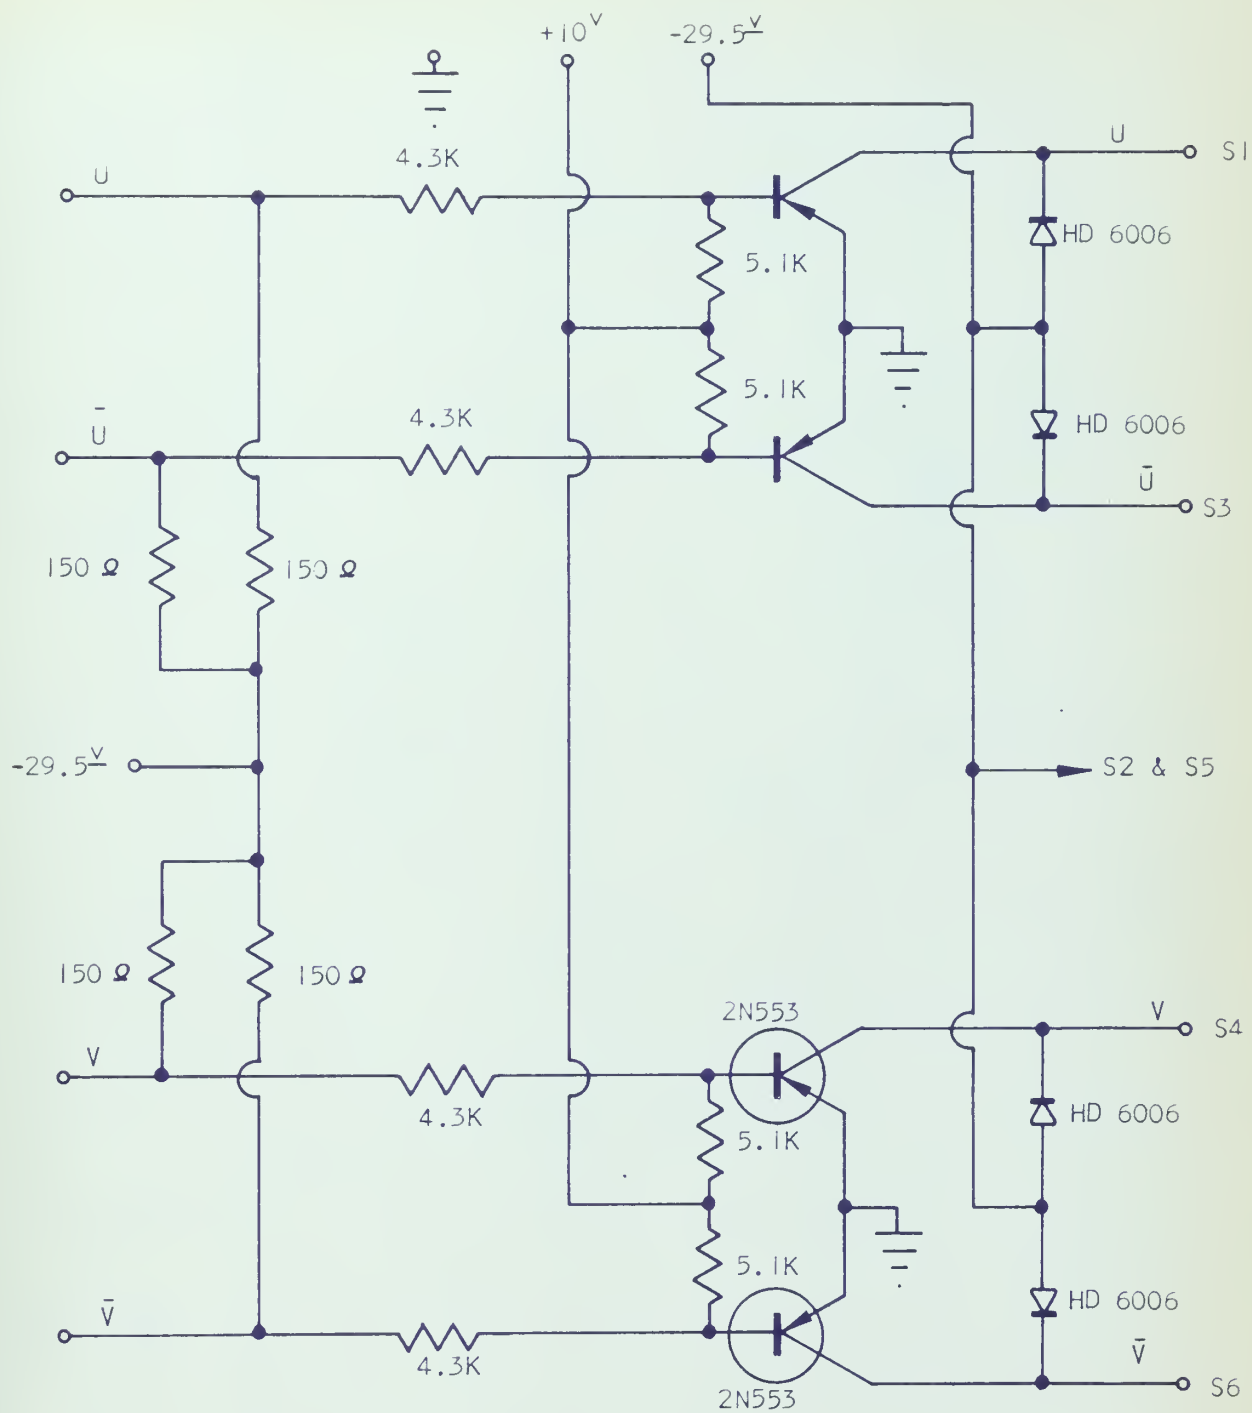 +10V
-29.5V
4.3K
U
U
S1
HD 6006
5.1K
5.1K
4.3K
Ū
HD 6006
Ū
S3
150 Ω
150 Ω
-29.5V
S2 & S5
150 Ω
150 Ω
2N553
V
S4
V
4.3K
5.1K
HD 6006
5.1K
HD 6006
V̄
4.3K
V̄
2N553
S6